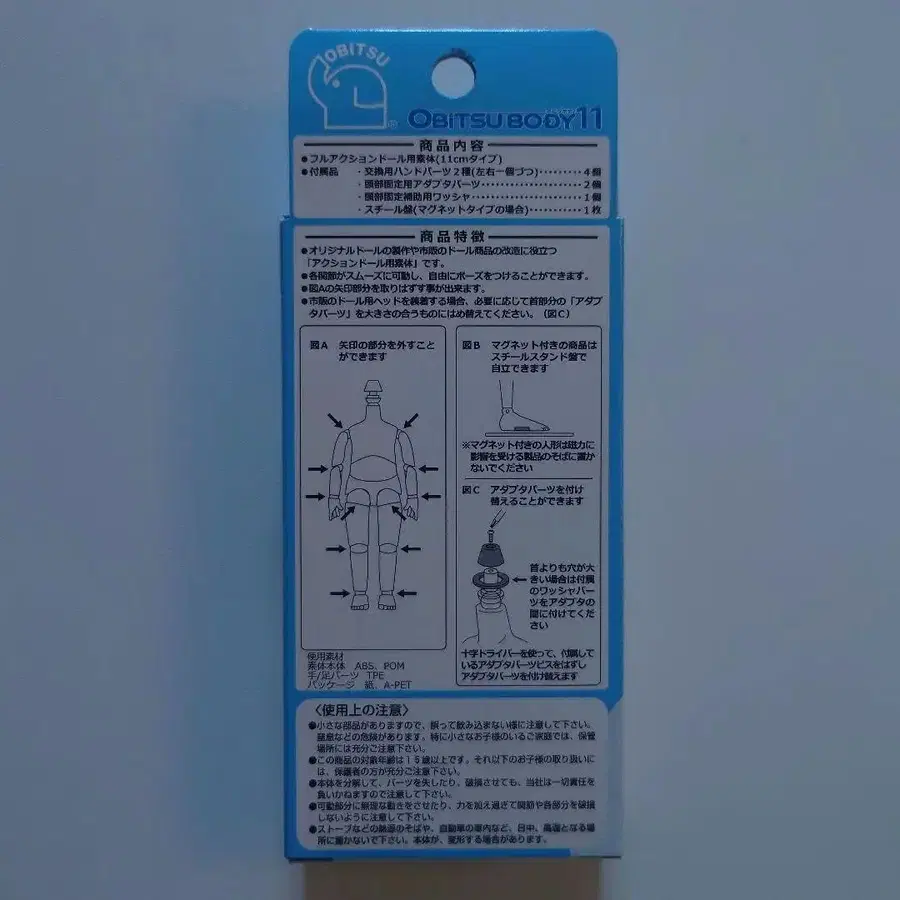 OBITSU
OBITSU BODY 11
商品内容
●フルアクションドール用素体(11cmタイプ)
●付属品 ・交換用ハンドパーツ2種(左右一個づつ)………4個
・頭部固定用アダプタパーツ………………2個
・頭部固定補助用ワッシャ…………………1個
・スチール盤(マグネットタイプの場合)…………1枚
商品特徴
●オリジナルドールの製作や市販のドール商品の改造に役立つ
「アクションドール用素体」です。
●各関節がスムーズに可動し、自由にポーズをつけることができます。
●図Aの矢印部分を取りはずす事が出来ます。
●市販のドール用ヘッドを装着する場合、必要に応じて首部分の「アダプ
タパーツ」を大きさの合うものにはめ替えてください。(図C)
図A 矢印の部分を外すこと
ができます
図B マグネット付きの商品は
スチールスタンド盤で
自立できます
※マグネット付きの人形は磁力に
影響を受ける製品のそばに置か
ないでください
図C アダプタパーツを付け
替えることができます
首よりも穴が大
きい場合は付属
のワッシャパー
ツをアダプタの
間に付けてくだ
さい
十字ドライバーを使って、付属して
いるアダプタパーツビスをはずし
アダプタパーツを付け替えます
使用素材
素体本体 ABS、POM
手/足パーツ TPE
パッケージ 紙、A-PET
〈使用上の注意〉
●小さな部品がありますので、誤って飲み込まない様に注意して下さい。
窒息などの危険があります。特に小さなお子様のいるご家庭では、保管
場所には充分ご注意下さい。
●この商品の対象年齢は15歳以上です。それ以下のお子様の取り扱いに
は、保護者の方が充分ご注意下さい。
●本体を分解して、パーツを失したり、破損させても、当社は一切責任を
負いかねますので注意して下さい。
●可動部分に無理な動きをさせたり、力を加え過ぎて関節や各部分を破損
しないように注意して下さい。
●ストーブなどの熱源のそばや、自動車の車内など、日中、高温となる場
所に置かないで下さい。本体が、変形する場合があります。